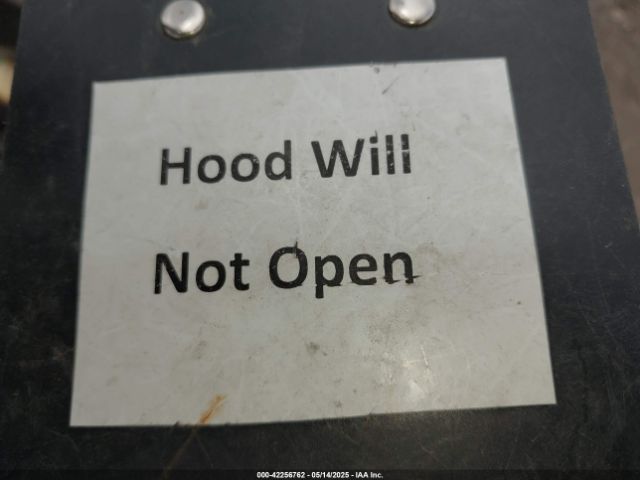 Hood Will
Not Open
000-42256762 - 05/14/2025 - IAA Inc.